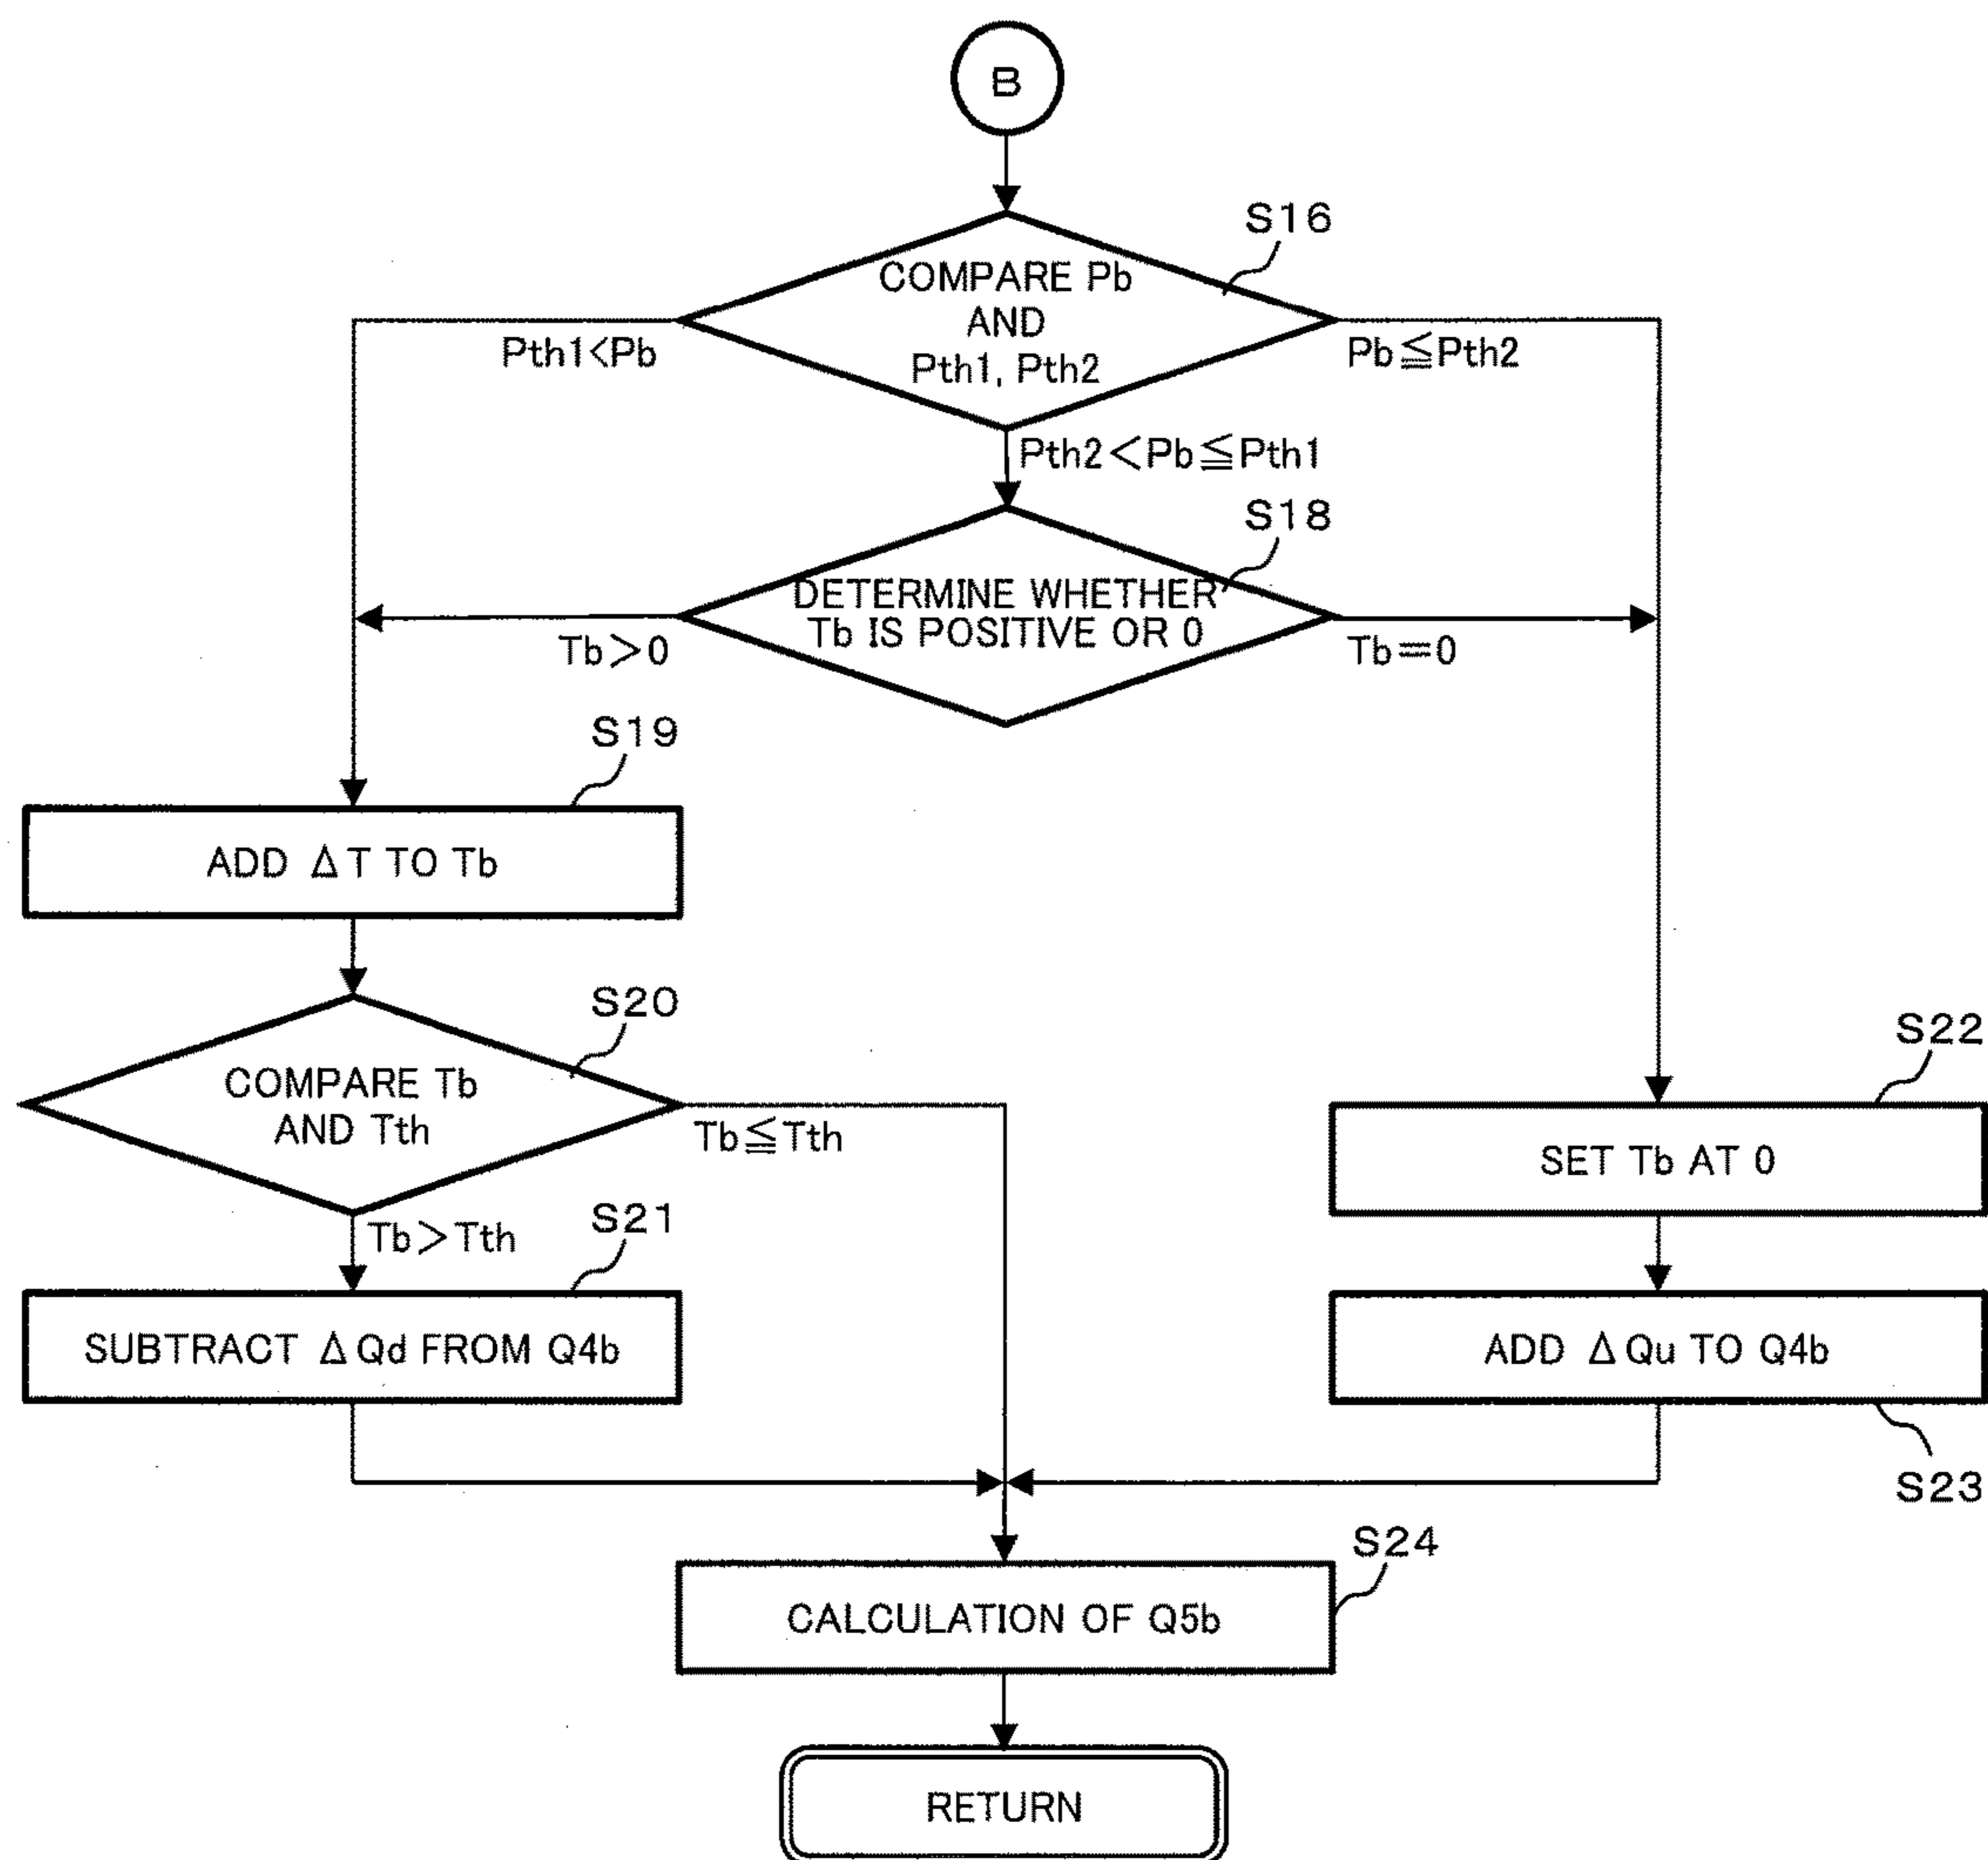 B
S16
COMPARE Pb
AND
Pth1, Pth2
Pth1<Pb
Pb≦Pth2
Pth2<Pb≦Pth1
S18
DETERMINE WHETHER
Tb IS POSITIVE OR 0
Tb>0
Tb=0
S19
ADD ΔT TO Tb
S20
COMPARE Tb
AND Tth
Tb≦Tth
S22
SET Tb AT 0
Tb>Tth
S21
SUBTRACT ΔQd FROM Q4b
ADD ΔQu TO Q4b
S23
S24
CALCULATION OF Q5b
RETURN